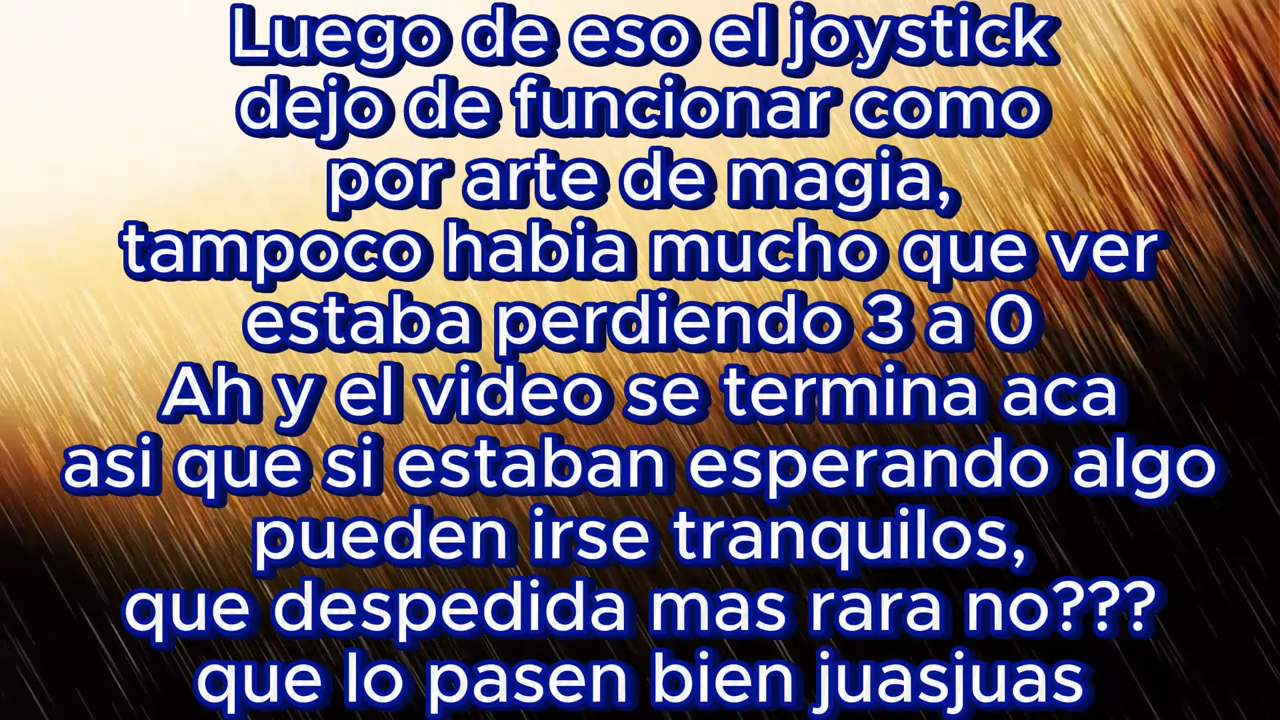 Luego de eso el joystick
dejo de funcionar como
por arte de magia,
tampoco habia mucho que ver
estaba perdiendo 3 a 0
Ah y el video se termina aca
asi que si estaban esperando algo
pueden irse tranquilos,
que despedida mas rara no???
que lo pasen bien juasjuas